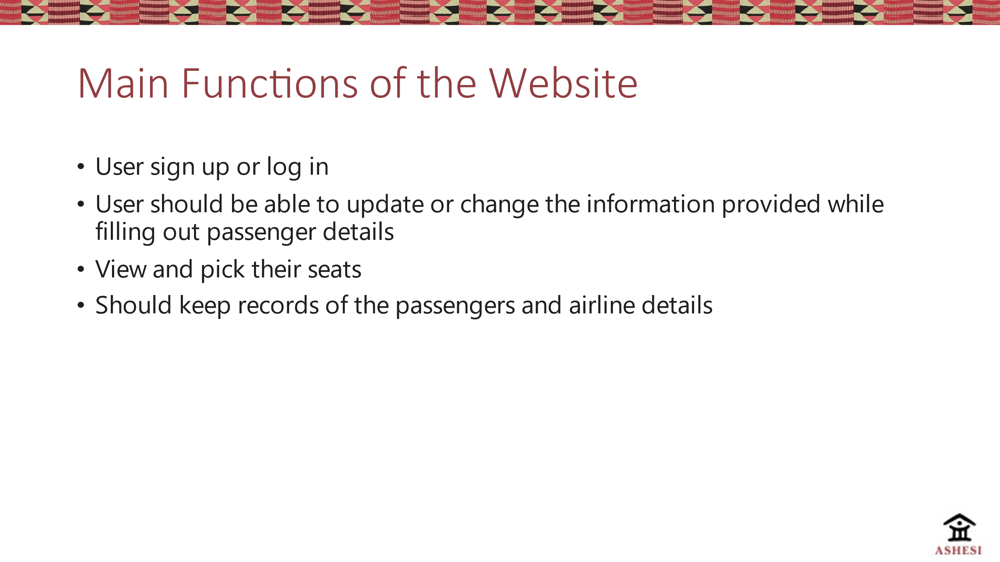 Main Functions of the Website
• User sign up or log in
• User should be able to update or change the information provided while
filling out passenger details
• View and pick their seats
• Should keep records of the passengers and airline details
ASHESI